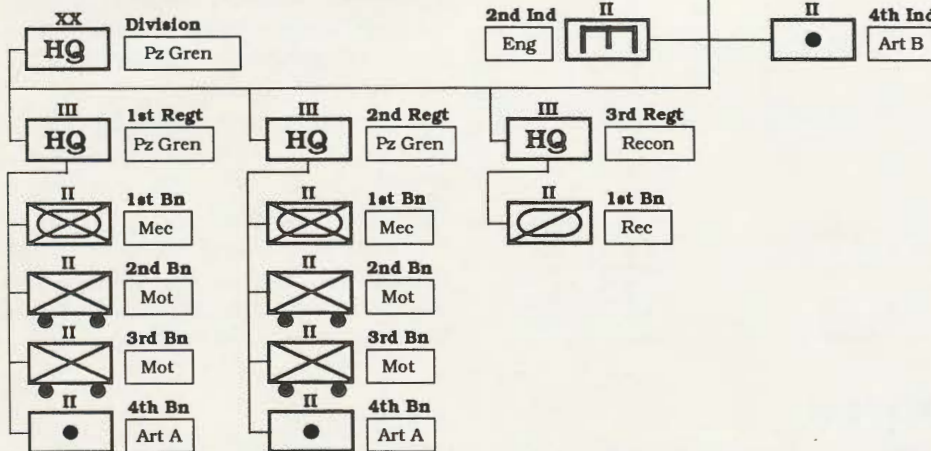 XX Division 2nd Ind II II 4th Ind
HQ Pz Gren Eng Art B
III 1st Regt III 2nd Regt III 3rd Regt
HQ Pz Gren HQ Pz Gren HQ Recon
II 1st Bn II 1st Bn II 1st Bn
Mec Mec Rec
II 2nd Bn II 2nd Bn
Mot Mot
II 3rd Bn II 3rd Bn
Mot Mot
II 4th Bn II 4th Bn
Art A Art A